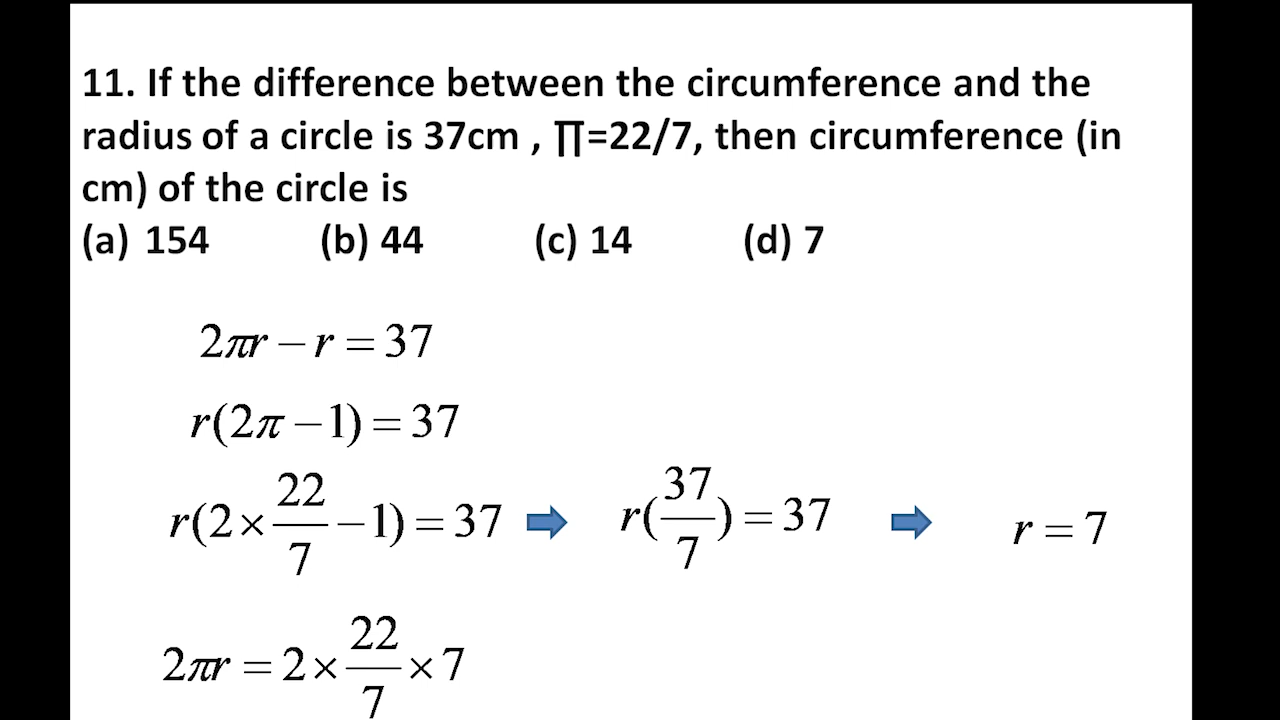 11. If the difference between the circumference and the
radius of a circle is 37cm , ∏=22/7, then circumference (in
cm) of the circle is
(a) 154 (b) 44 (c) 14 (d) 7
2πr − r = 37
r(2π − 1) = 37
r(2 × 22/7 − 1) = 37 ➡ r(37/7) = 37 ➡ r = 7
2πr = 2 × 22/7 × 7